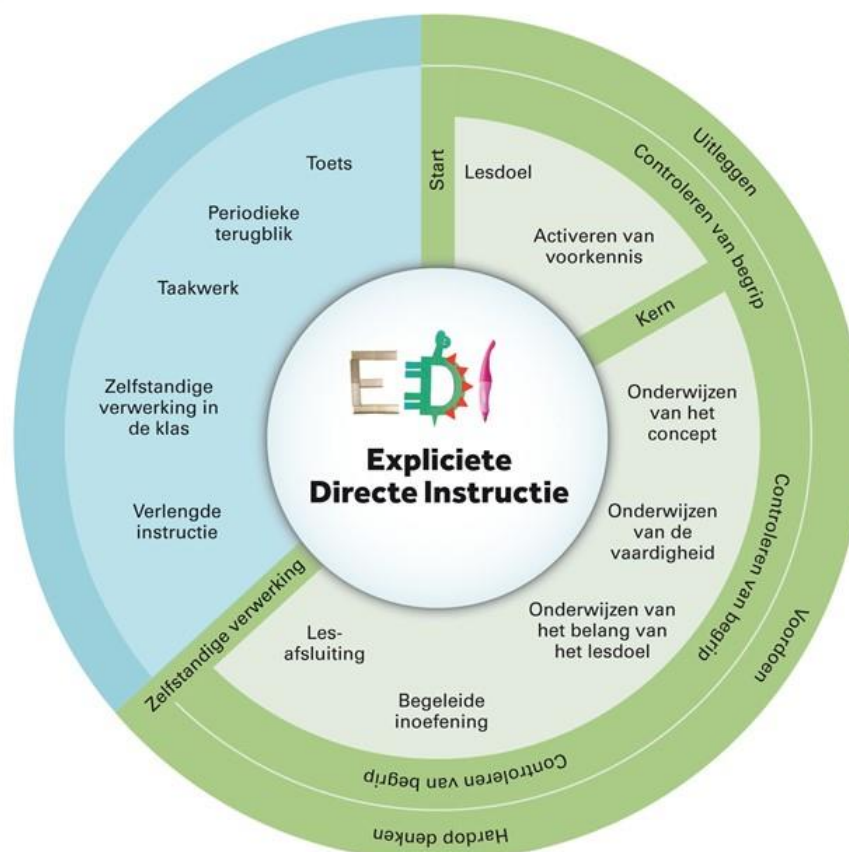 Uitleggen
Controleren van begrip
Start
Lesdoel
Activeren van
voorkennis
Kern
Onderwijzen
van het
concept
Onderwijzen
van de
vaardigheid
Onderwijzen van
het belang van
het lesdoel
Controleren van begrip
Voordoen
Begeleide
inoefening
Les-
afsluiting
Controleren van begrip
Hardop denken
Zelfstandige verwerking
Verlengde
instructie
Zelfstandige
verwerking in
de klas
Taakwerk
Periodieke
terugblik
Toets
EDI
Expliciete
Directe Instructie